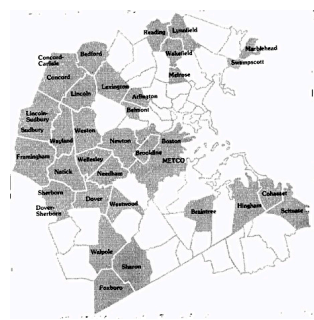 Reading
Lynnfield
Wakefield
Marblehead
Swampscott
Melrose
Bedford
Concord-
Carlisle
Concord
Lincoln
Lexington
Arlington
Belmont
Lincoln-
Sudbury
Sudbury
Wayland
Weston
Newton
Boston
Brookline
METCO
Framingham
Natick
Wellesley
Needham
Sherborn
Dover-
Sherborn
Dover
Westwood
Braintree
Hingham
Cohasset
Scituate
Walpole
Sharon
Foxboro